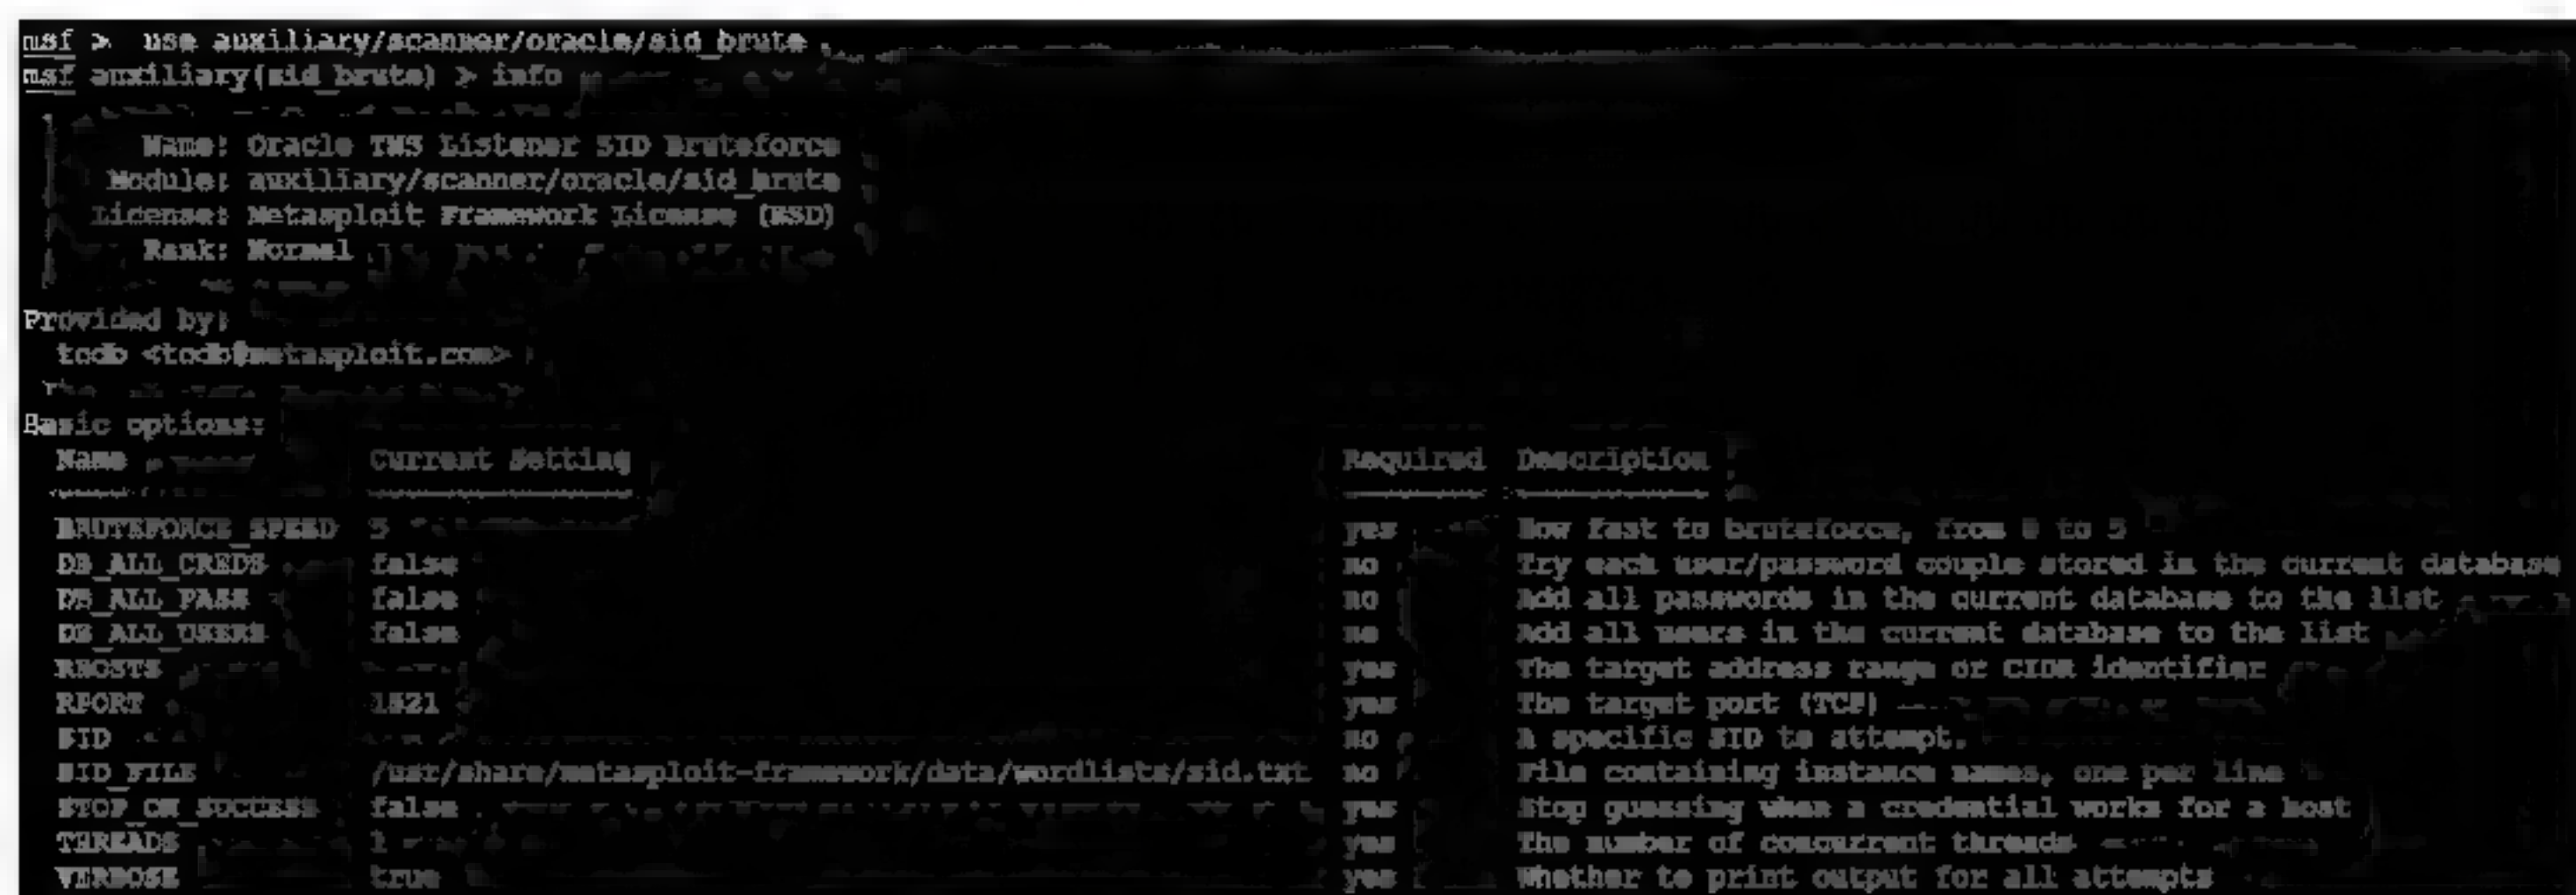 msf > use auxiliary/scanner/oracle/sid_brute
msf auxiliary(sid_brute) > info
Name: Oracle TNS Listener SID Bruteforce
Module: auxiliary/scanner/oracle/sid_brute
License: Metasploit Framework License (BSD)
Rank: Normal
Provided by:
todb <todb@metasploit.com>
Basic options:
Name Current Setting Required Description
BRUTEFORCE_SPEED 5 yes How fast to bruteforce, from 0 to 5
DB_ALL_CREDS false no Try each user/password couple stored in the current database
DB_ALL_PASS false no Add all passwords in the current database to the list
DB_ALL_USERS false no Add all users in the current database to the list
RHOSTS yes The target address range or CIDR identifier
RPORT 1521 yes The target port (TCP)
SID no A specific SID to attempt.
SID_FILE /usr/share/metasploit-framework/data/wordlists/sid.txt no File containing instance names, one per line
STOP_ON_SUCCESS false yes Stop guessing when a credential works for a host
THREADS 1 yes The number of concurrent threads
VERBOSE true yes Whether to print output for all attempts